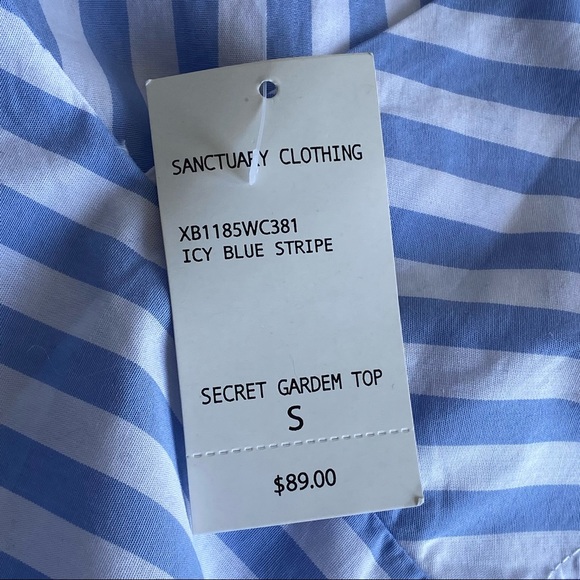 SANCTUARY CLOTHING
XB1185WC381
ICY BLUE STRIPE
SECRET GARDEM TOP
S
$89.00